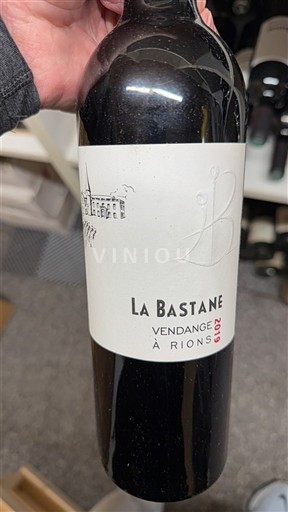 VINIOU
LA BASTANE
VENDANGE
À RIONS
2019